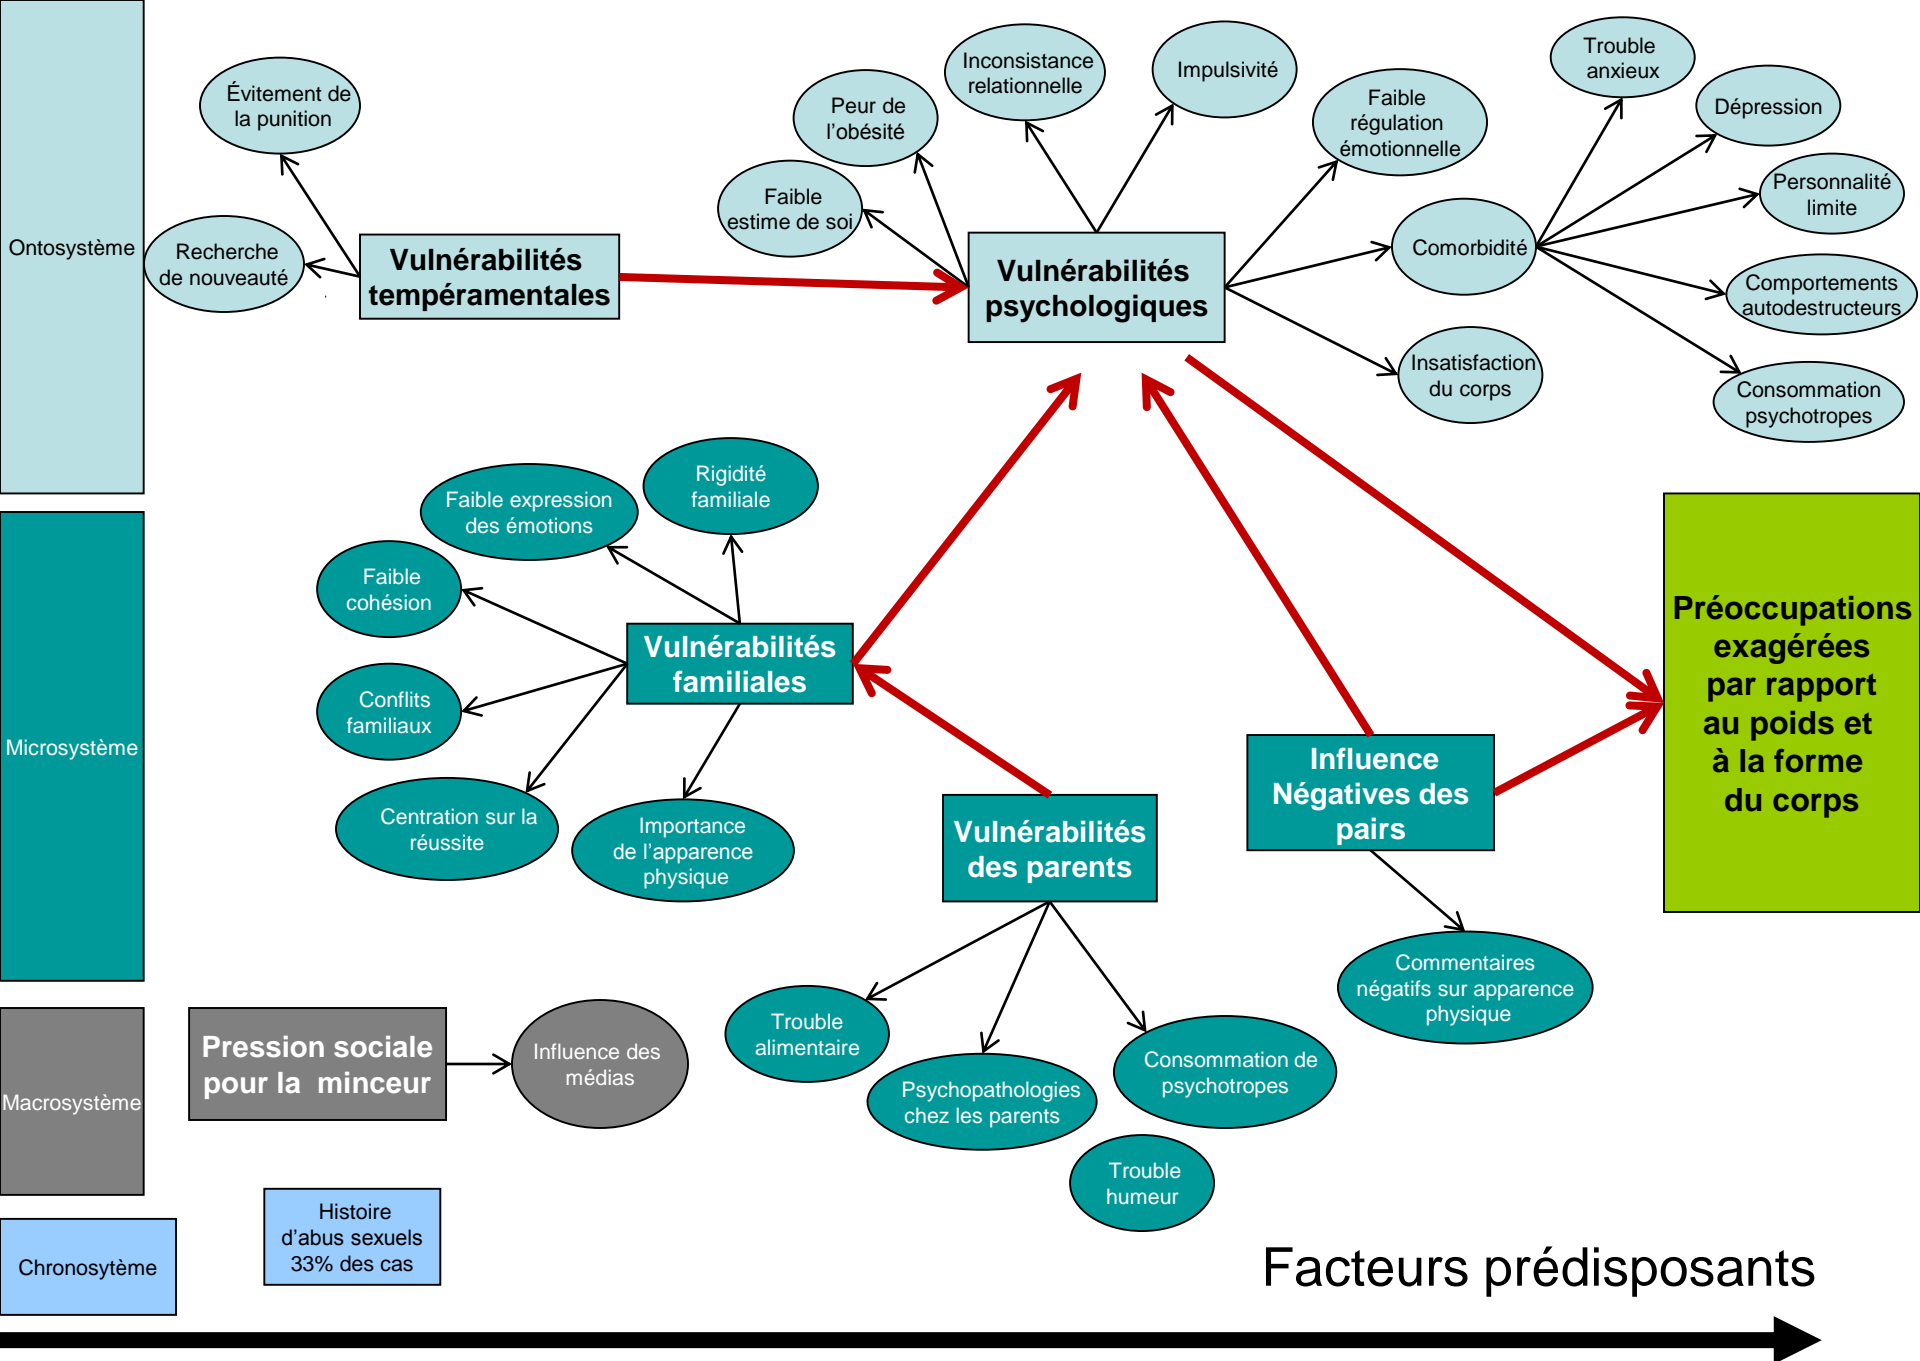 Ontosystème
Évitement de
la punition
Recherche
de nouveauté
Vulnérabilités
tempéramentales
Faible
estime de soi
Peur de
l’obésité
Inconsistance
relationnelle
Impulsivité
Faible
régulation
émotionnelle
Vulnérabilités
psychologiques
Comorbidité
Insatisfaction
du corps
Trouble
anxieux
Dépression
Personnalité
limite
Comportements
autodestructeurs
Consommation
psychotropes
Microsystème
Faible expression
des émotions
Rigidité
familiale
Faible
cohésion
Conflits
familiaux
Vulnérabilités
familiales
Centration sur la
réussite
Importance
de l’apparence
physique
Vulnérabilités
des parents
Influence
Négatives des
pairs
Préoccupations
exagérées
par rapport
au poids et
à la forme
du corps
Commentaires
négatifs sur apparence
physique
Trouble
alimentaire
Psychopathologies
chez les parents
Consommation de
psychotropes
Trouble
humeur
Macrosystème
Pression sociale
pour la  minceur
Influence des
médias
Chronosytème
Histoire
d’abus sexuels
33% des cas
Facteurs prédisposants